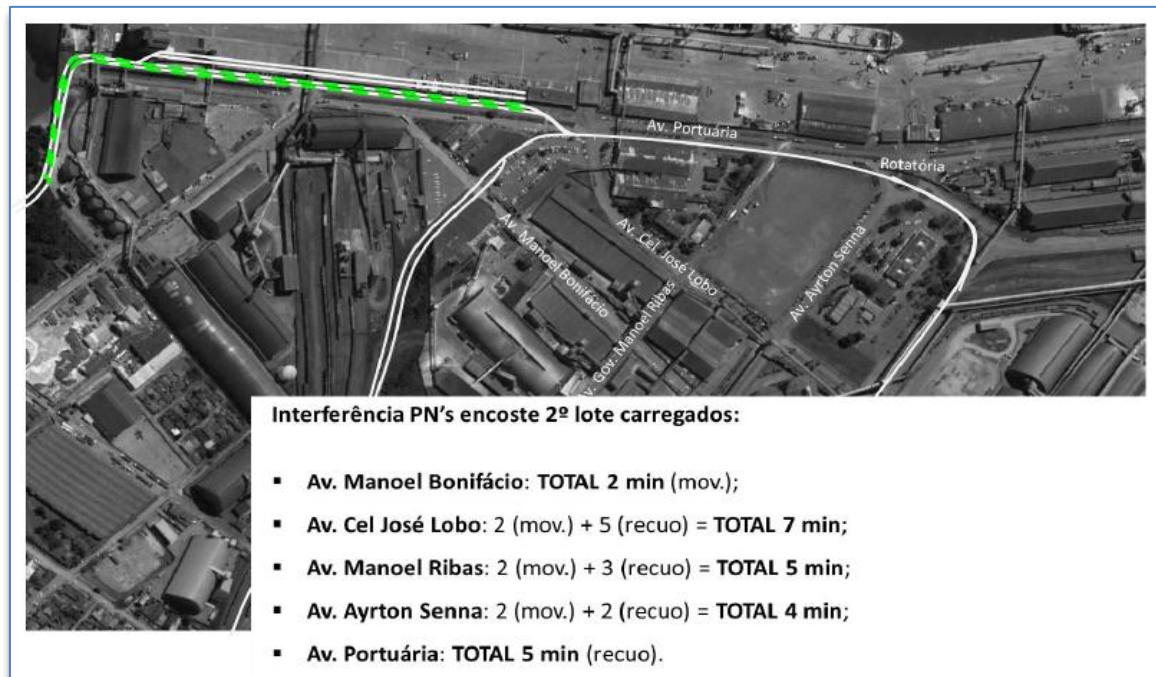 Av. Portuária
Rotatória
Av. Manoel Bonifácio
Av. Cel José Lobo
Av. Gov. Manoel Ribas
Av. Ayrton Senna
Interferência PN's encoste 2º lote carregados:
▪ Av. Manoel Bonifácio: TOTAL 2 min (mov.);
▪ Av. Cel José Lobo: 2 (mov.) + 5 (recuo) = TOTAL 7 min;
▪ Av. Manoel Ribas: 2 (mov.) + 3 (recuo) = TOTAL 5 min;
▪ Av. Ayrton Senna: 2 (mov.) + 2 (recuo) = TOTAL 4 min;
▪ Av. Portuária: TOTAL 5 min (recuo).